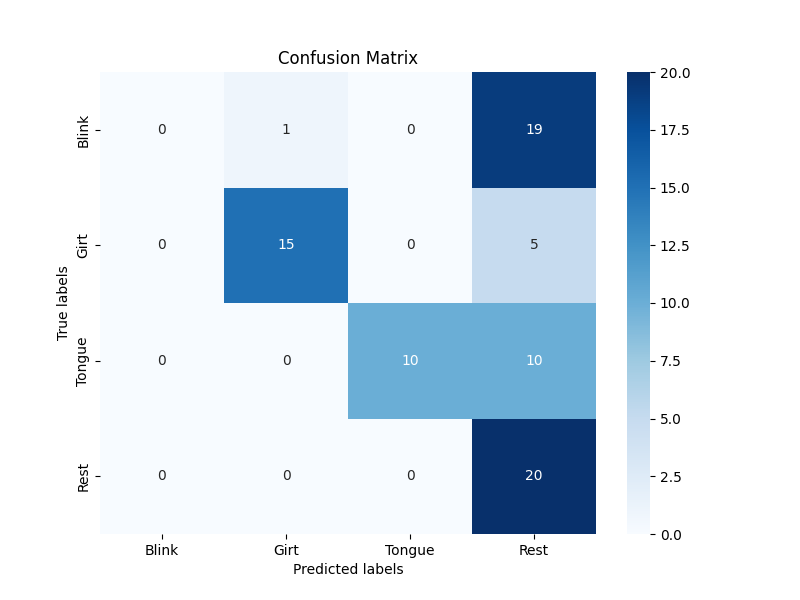 Confusion Matrix
True labels
Blink 0 1 0 19
Girt 0 15 0 5
Tongue 0 0 10 10
Rest 0 0 0 20
Blink Girt Tongue Rest
Predicted labels
20.0
17.5
15.0
12.5
10.0
7.5
5.0
2.5
0.0